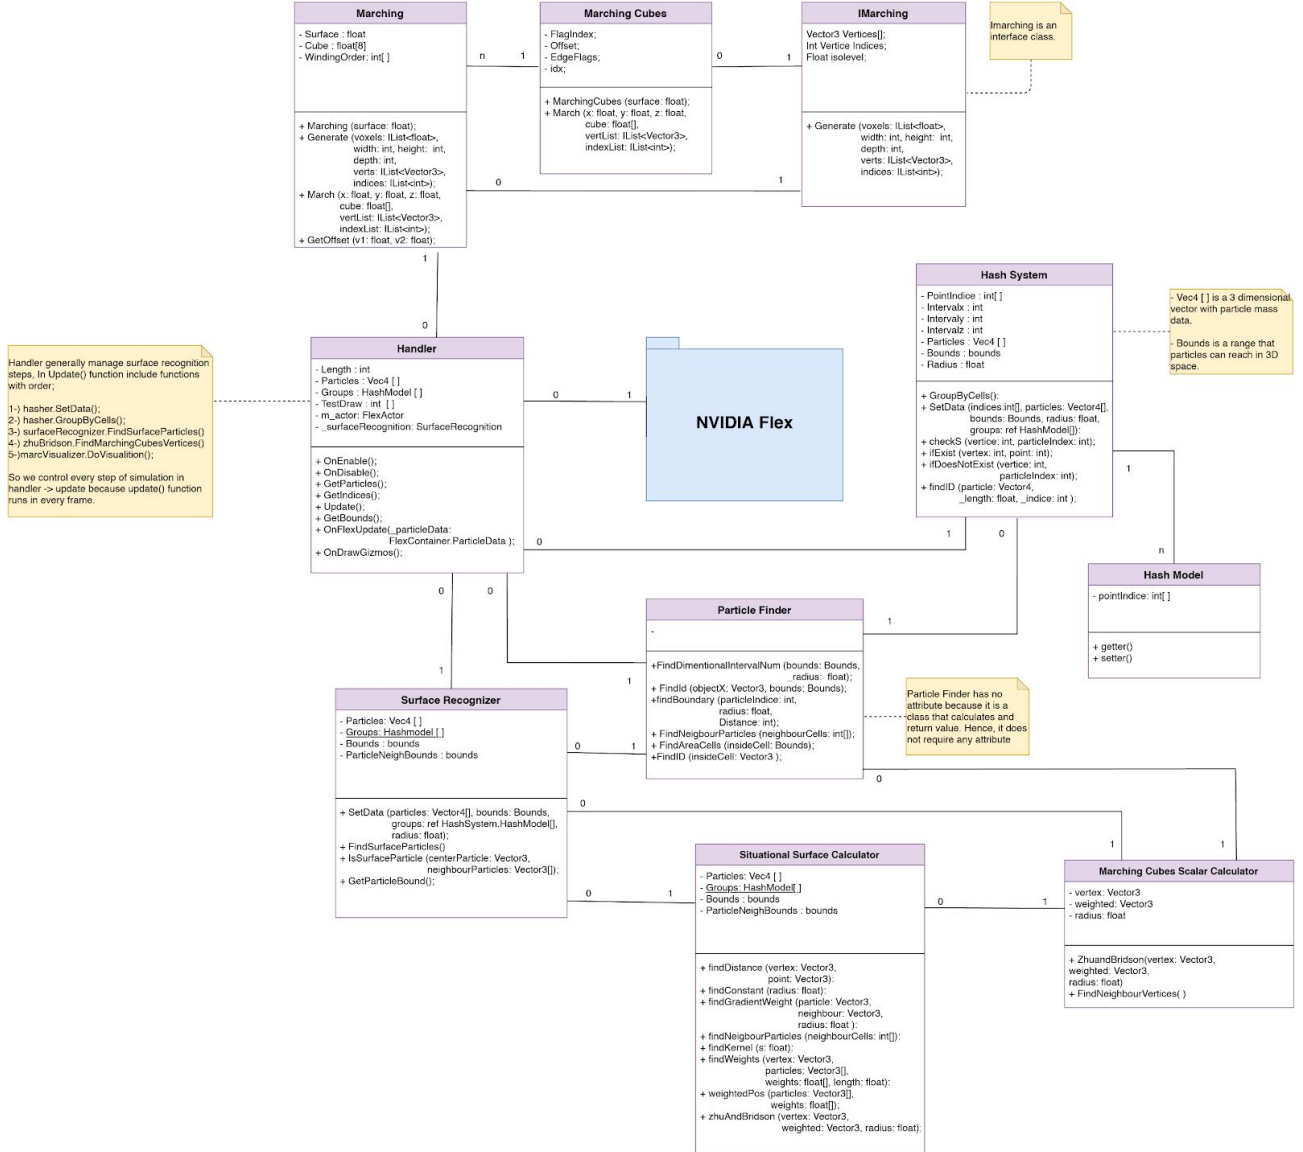 Marching
- Surface : float
- Cube : float[8]
- WindingOrder: int[ ]
+ Marching (surface: float);
+ Generate (voxels: IList<float>,
width: int, height:  int,
depth: int,
verts: IList<Vector3>,
indices: IList<int>);
+ March (x: float, y: float, z: float,
cube: float[],
vertList: IList<Vector3>,
indexList: IList<int>);
+ GetOffset (v1: float, v2: float);
n
1
Marching Cubes
- FlagIndex;
- Offset;
- EdgeFlags;
- idx;
+ MarchingCubes (surface: float);
+ March (x: float, y: float, z: float,
cube: float[],
vertList: IList<Vector3>,
indexList: IList<int>);
0
1
IMarching
Vector3 Vertices[];
Int Vertice Indices;
Float isolevel;
+ Generate (voxels: IList<float>,
width: int, height:  int,
depth: int,
verts: IList<Vector3>,
indices: IList<int>);
Imarching is an
interface class.
0
1
1
0
Handler generally manage surface recognition
steps, In Update() function include functions
with order;
1-) hasher.SetData();
2-) hasher.GroupByCells();
3-) surfaceRecognizer.FindSurfaceParticles()
4-) zhuBridson.FindMarchingCubesVertices()
5-)marcVisualizer.DoVisualition();
So we control every step of simulation in
handler -> update because update() function
runs in every frame.
Handler
- Length : int
- Particles : Vec4 [ ]
- Groups : HashModel [ ]
- TestDraw : int  [ ]
- m_actor: FlexActor
- _surfaceRecognition: SurfaceRecognition
+ OnEnable();
+ OnDisable();
+ GetParticles();
+ GetIndices();
+ Update();
+ GetBounds();
+ OnFlexUpdate(_particleData:
FlexContainer.ParticleData );
+ OnDrawGizmos();
0
1
NVIDIA Flex
Hash System
- PointIndice : int[ ]
- Intervalx : int
- Intervaly : int
- Intervalz : int
- Particles : Vec4 [ ]
- Bounds : bounds
- Radius : float
+ GroupByCells():
+ SetData (indices:int[], particles: Vector4[],
bounds: Bounds, radius: float,
groups: ref HashModel[]):
+ checkS (vertice: int, particleIndex: int);
+ ifExist (vertex: int, point: int);
+ ifDoesNotExist (vertice: int,
particleIndex: int);
+ findID (particle: Vector4,
_length: float, _indice: int );
- Vec4 [ ] is a 3 dimensional
vector with particle mass
data.
- Bounds is a range that
particles can reach in 3D
space.
1
n
Hash Model
- pointIndice: int[ ]
+ getter()
+ setter()
0
1
0
1
0
0
1
1
Particle Finder
-
+FindDimentionalIntervalNum (bounds: Bounds,
_radius:  float);
+ FindId (objectX: Vector3, bounds: Bounds);
+findBoundary (particleIndice: int,
radius: float,
Distance: int);
+ FindNeigbourParticles (neighbourCells: int[]);
+ FindAreaCells (insideCell: Bounds);
+FindID (insideCell: Vector3 );
Particle Finder has no
attribute because it is a
class that calculates and
return value. Hence, it does
not require any attribute
Surface Recognizer
- Particles: Vec4 [ ]
- Groups: Hashmodel [ ]
- Bounds : bounds
- ParticleNeighBounds : bounds
+ SetData (particles: Vector4[], bounds: Bounds,
groups: ref HashSystem.HashModel[],
radius: float);
+ FindSurfaceParticles()
+ IsSurfaceParticle (centerParticle: Vector3,
neighbourParticles: Vector3[]);
+ GetParticleBound();
0
1
0
0
1
1
0
1
Situational Surface Calculator
- Particles: Vec4 [ ]
- Groups: HashModel[ ]
- Bounds : bounds
- ParticleNeighBounds : bounds
+ findDistance (vertex: Vector3,
point: Vector3):
+ findConstant (radius: float):
+ findGradientWeight (particle: Vector3,
neighbour: Vector3,
radius: float ):
+ findNeigbourParticles (neighbourCells: int[]):
+ findKernel (s: float):
+ findWeights (vertex: Vector3,
particles: Vector3[],
weights: float[], length: float):
+ weightedPos (particles: Vector3[],
weights: float[]);
+ zhuAndBridson (vertex: Vector3,
weighted: Vector3, radius: float);
0
1
Marching Cubes Scalar Calculator
- vertex: Vector3
- weighted: Vector3
- radius: float
+ ZhuandBridson(vertex: Vector3,
weighted: Vector3,
radius: float)
+ FindNeighbourVertices( )